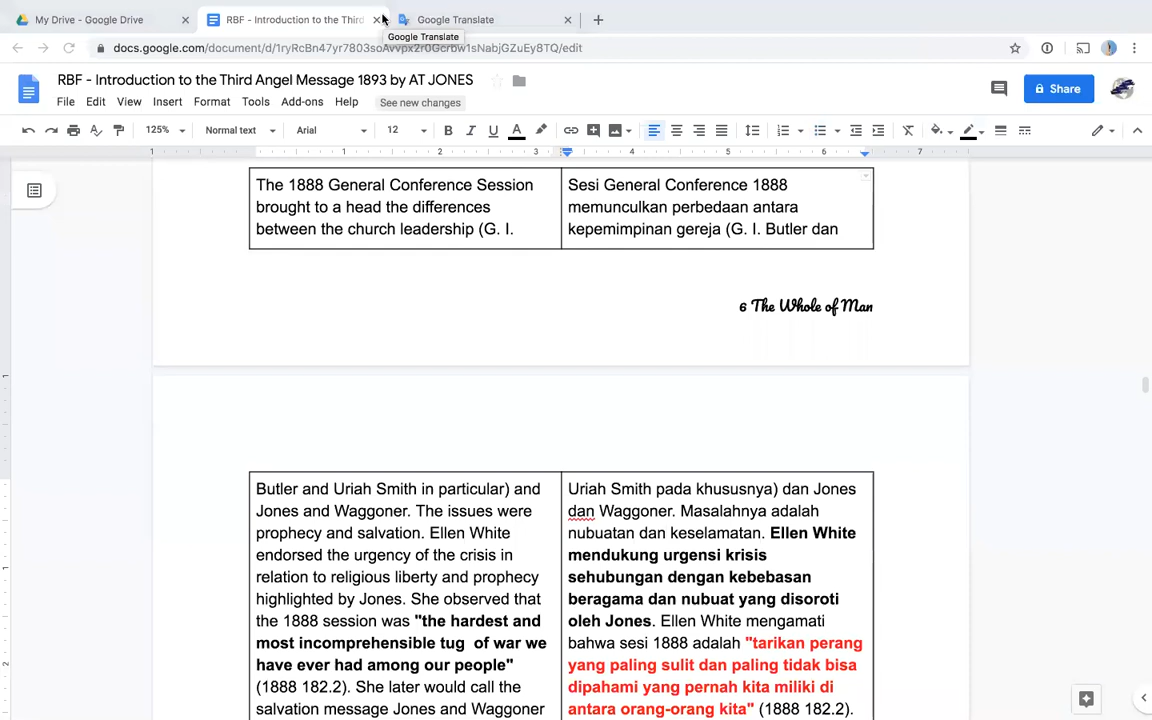 My Drive - Google Drive
RBF - Introduction to the Third
Google Translate
Google Translate
docs.google.com/document/d/1ryRcBn47yr7803soAvvpx2r0Gcrbw1sNabjGZuEy8TQ/edit
RBF - Introduction to the Third Angel Message 1893 by AT JONES
File Edit View Insert Format Tools Add-ons Help See new changes
Share
125% Normal text Arial 12
1 1 2 3 4 5 6 7
The 1888 General Conference Session
brought to a head the differences
between the church leadership (G. I.
Sesi General Conference 1888
memunculkan perbedaan antara
kepemimpinan gereja (G. I. Butler dan
6 The Whole of Man
Butler and Uriah Smith in particular) and
Jones and Waggoner. The issues were
prophecy and salvation. Ellen White
endorsed the urgency of the crisis in
relation to religious liberty and prophecy
highlighted by Jones. She observed that
the 1888 session was "the hardest and
most incomprehensible tug of war we
have ever had among our people"
(1888 182.2). She later would call the
salvation message Jones and Waggoner
Uriah Smith pada khususnya) dan Jones
dan Waggoner. Masalahnya adalah
nubuatan dan keselamatan. Ellen White
mendukung urgensi krisis
sehubungan dengan kebebasan
beragama dan nubuat yang disoroti
oleh Jones. Ellen White mengamati
bahwa sesi 1888 adalah "tarikan perang
yang paling sulit dan paling tidak bisa
dipahami yang pernah kita miliki di
antara orang-orang kita" (1888 182.2).